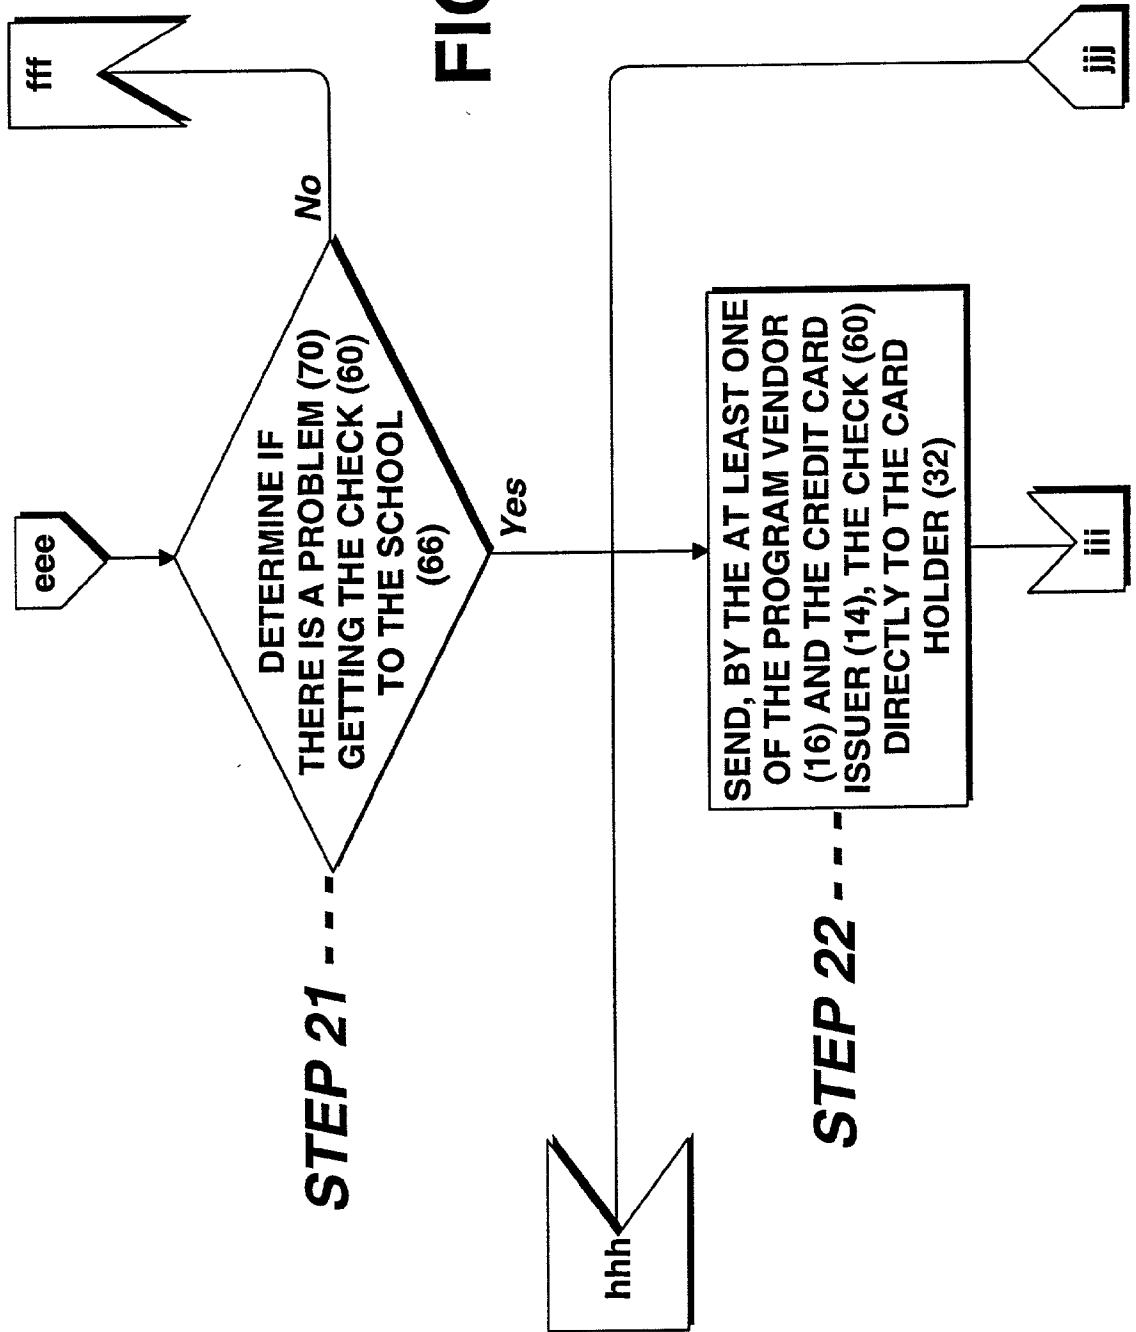 eee
fff
DETERMINE IF
THERE IS A PROBLEM (70)
GETTING THE CHECK (60)
TO THE SCHOOL
(66)
STEP 21 - - -
No
Yes
hhh
SEND, BY THE AT LEAST ONE
OF THE PROGRAM VENDOR
(16) AND THE CREDIT CARD
ISSUER (14), THE CHECK (60)
DIRECTLY TO THE CARD
HOLDER (32)
STEP 22 - - -
iii
jjj